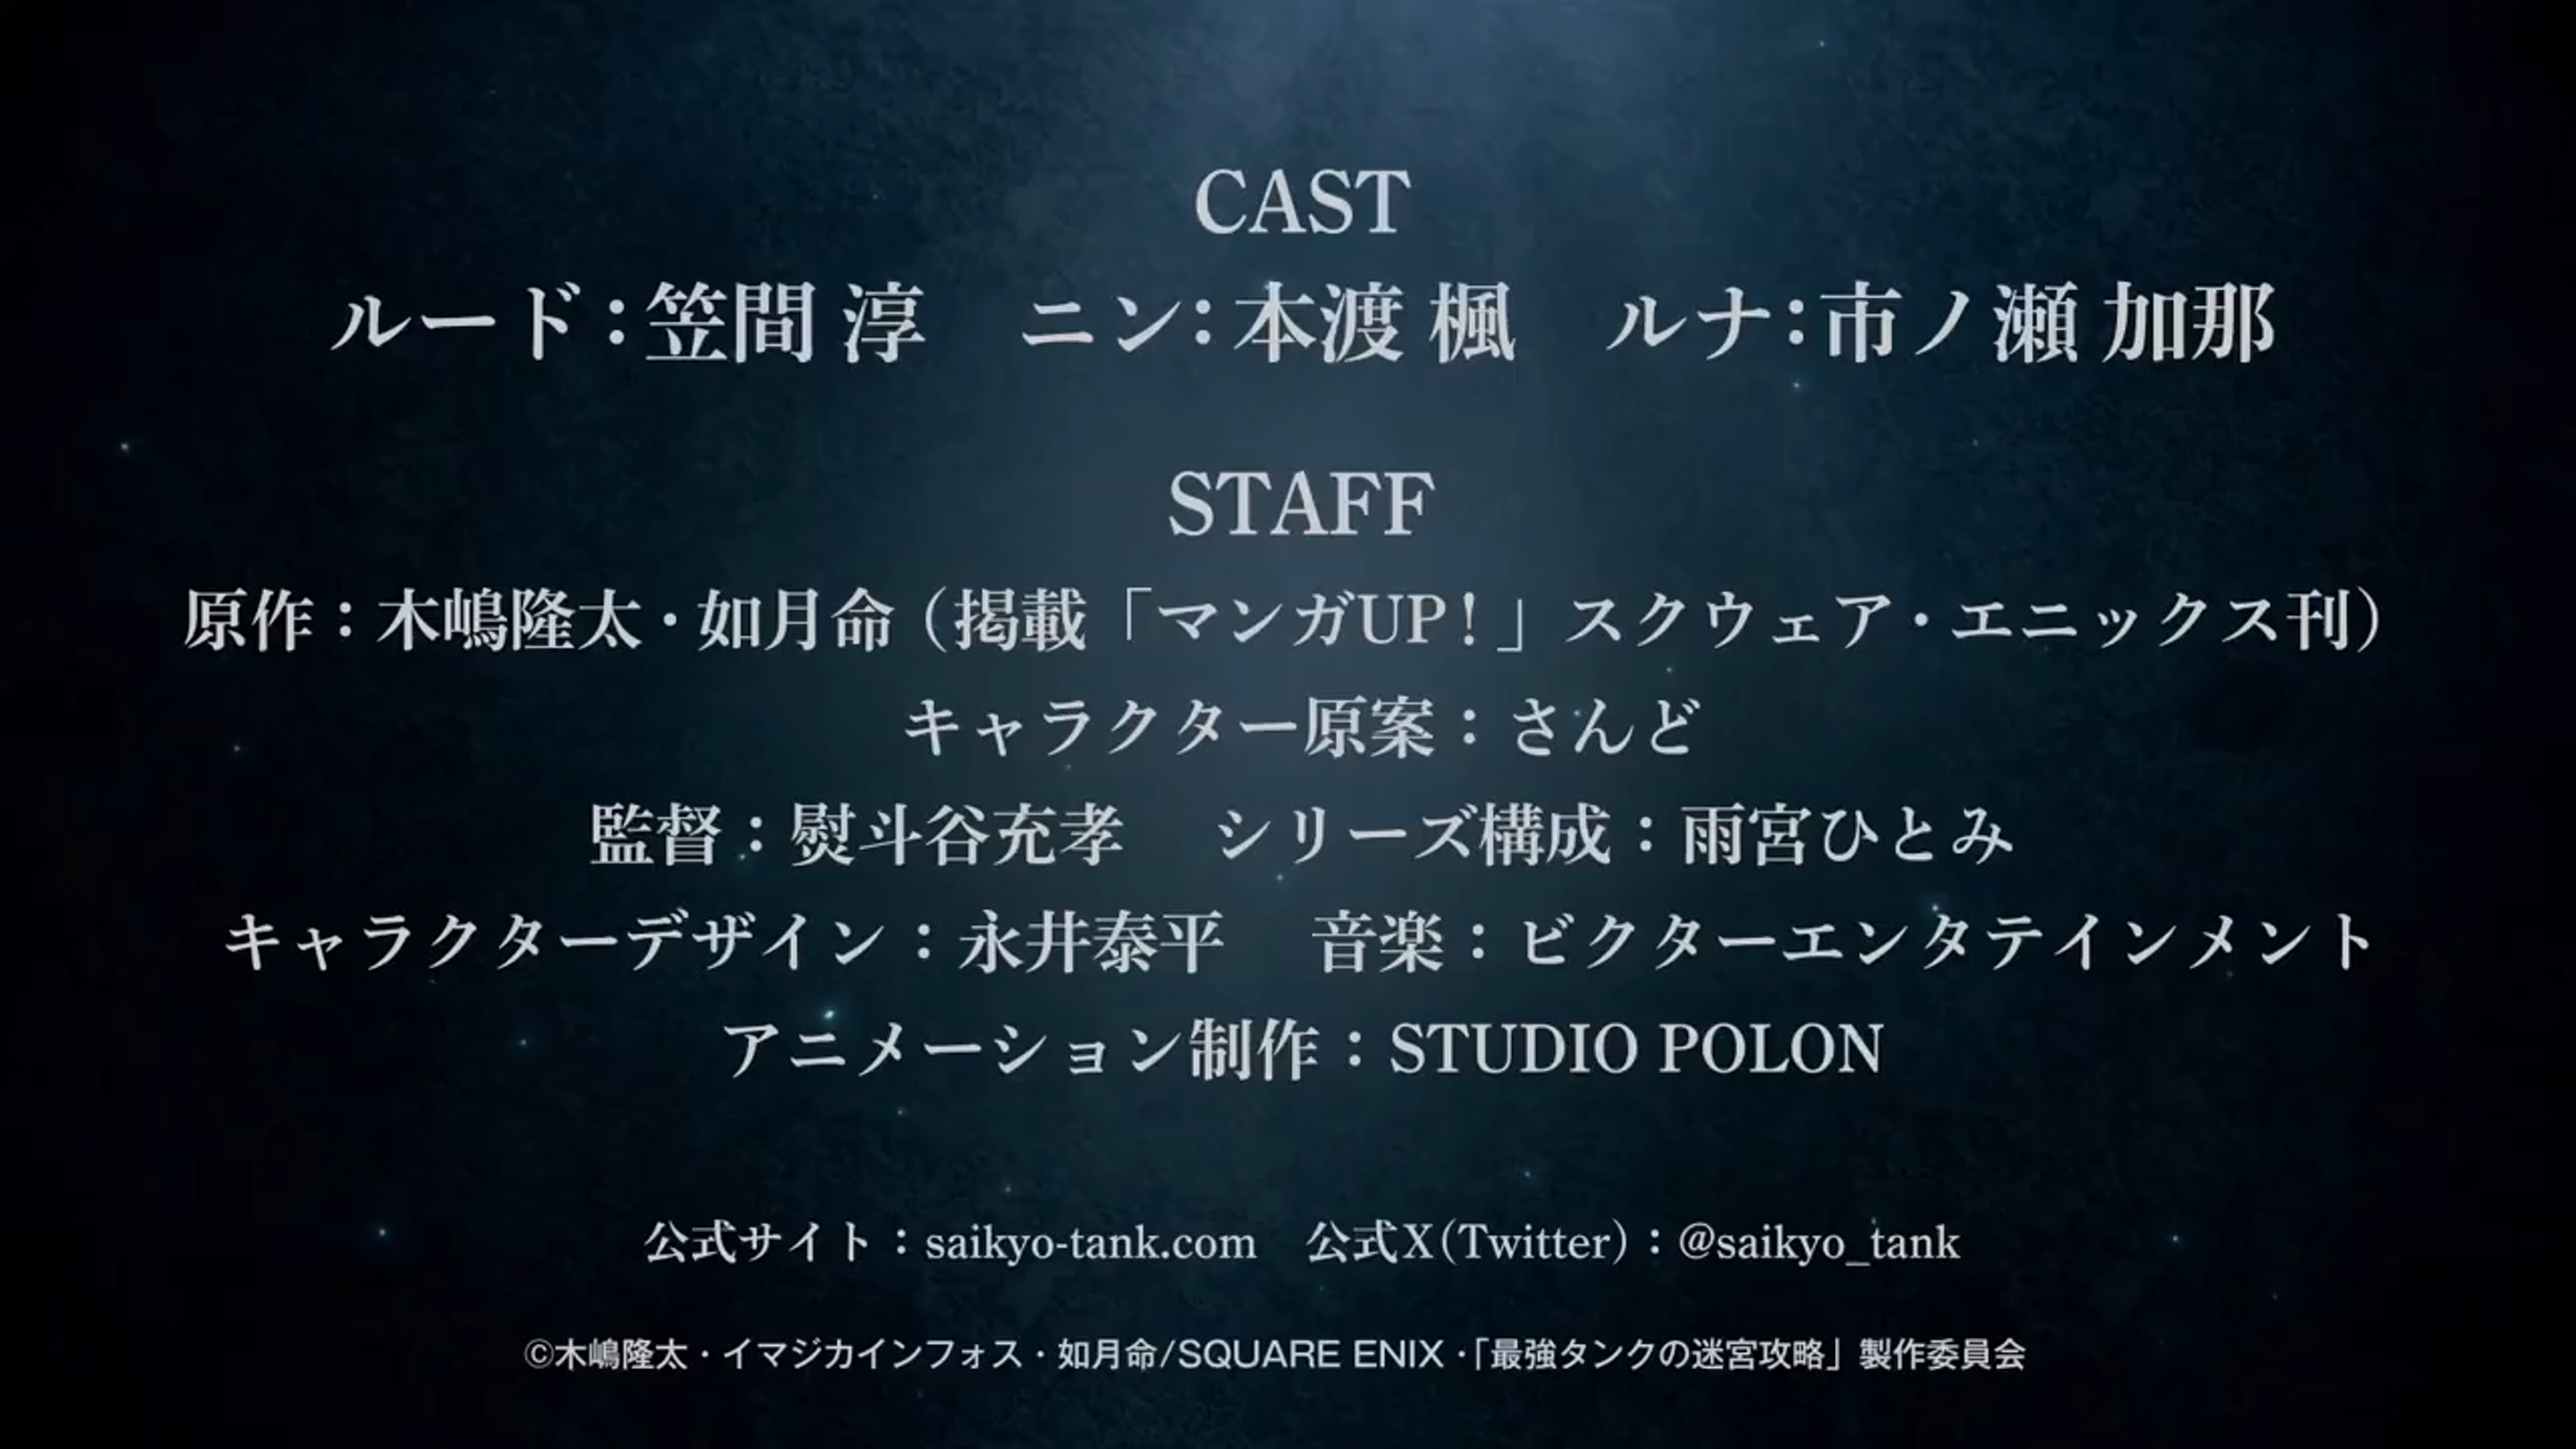 CAST
ルード：笠間 淳　ニン：本渡 楓　ルナ：市ノ瀬 加那
STAFF
原作：木嶋隆太・如月命（掲載「マンガUP！」スクウェア・エニックス刊）
キャラクター原案：さんど
監督：熨斗谷充孝　シリーズ構成：雨宮ひとみ
キャラクターデザイン：永井泰平　音楽：ビクターエンタテインメント
アニメーション制作：STUDIO POLON
公式サイト：saikyo-tank.com　公式X(Twitter)：@saikyo_tank
©木嶋隆太・イマジカインフォス・如月命/SQUARE ENIX・「最強タンクの迷宮攻略」製作委員会